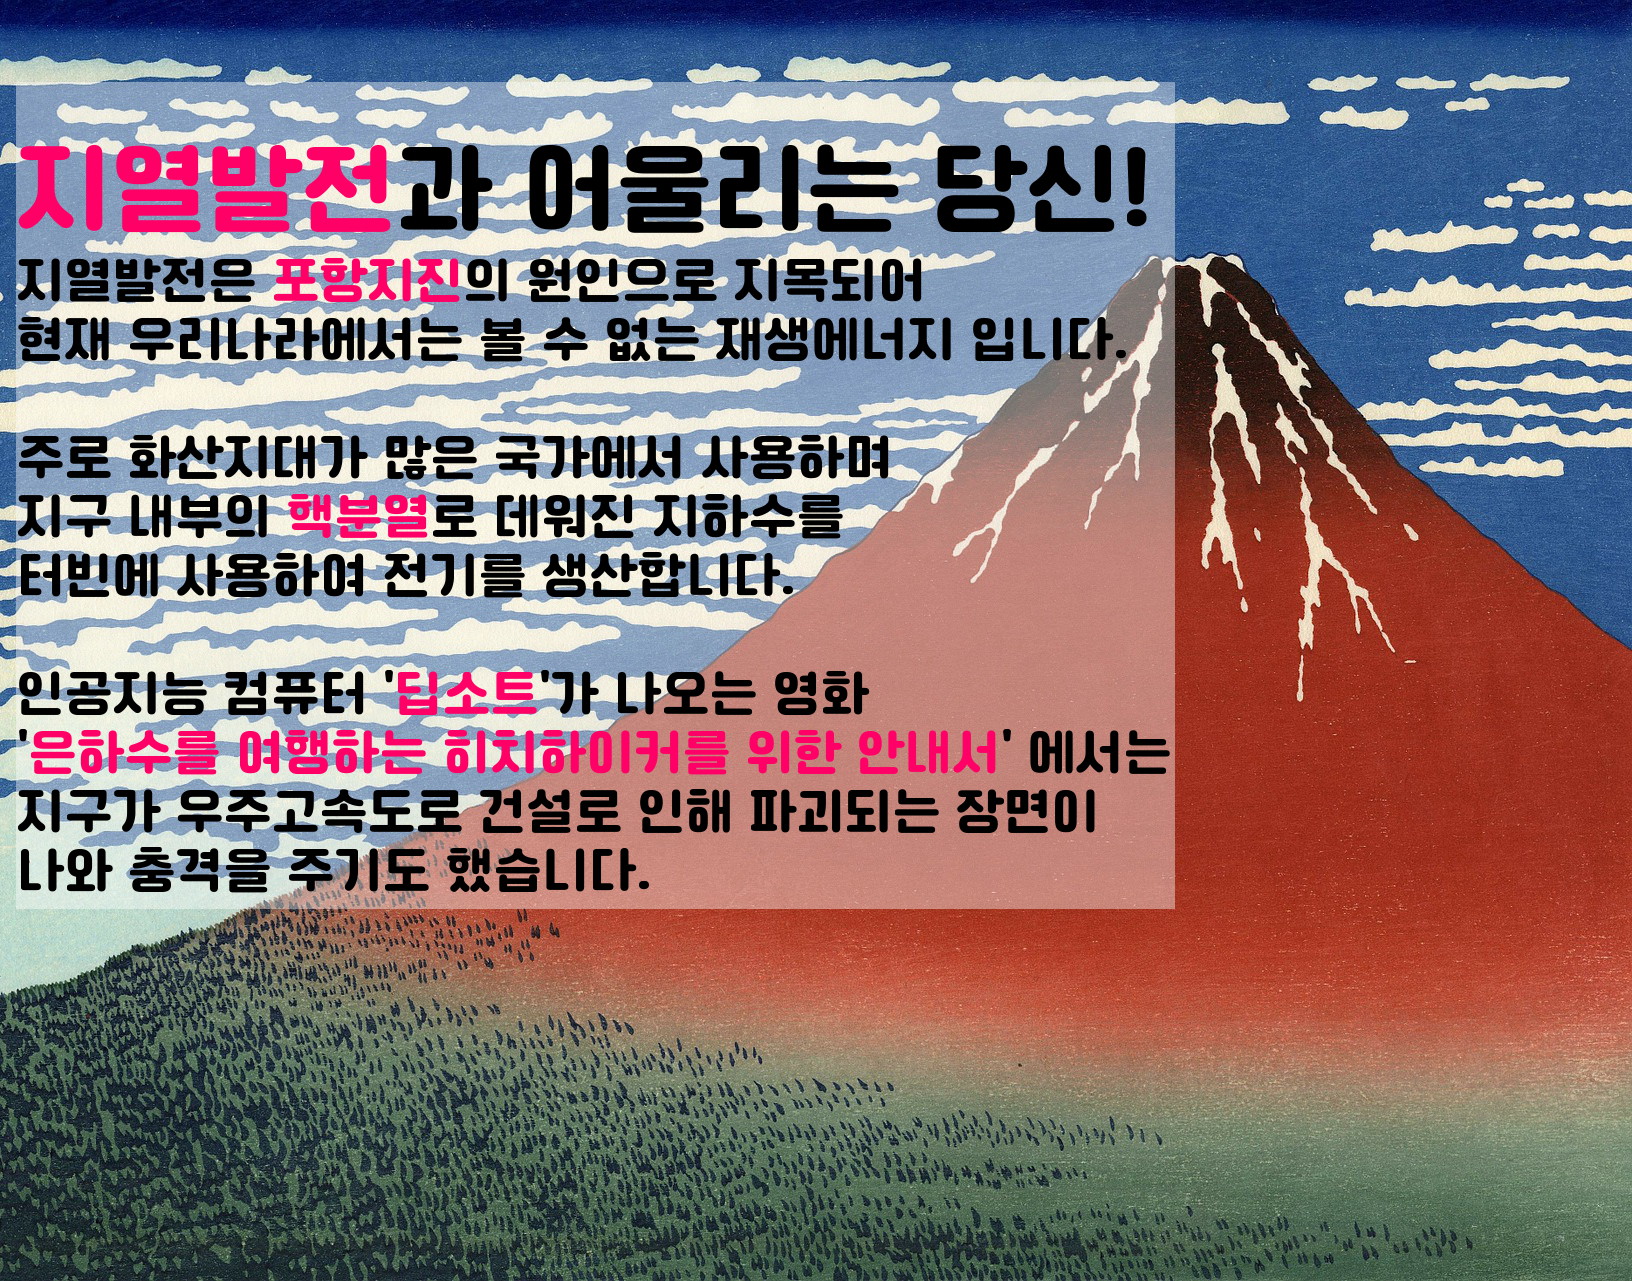 지열발전과 어울리는 당신!
지열발전은 포항지진의 원인으로 지목되어
현재 우리나라에서는 볼 수 없는 재생에너지 입니다.
주로 화산지대가 많은 국가에서 사용하며
지구 내부의 핵분열로 데워진 지하수를
터빈에 사용하여 전기를 생산합니다.
인공지능 컴퓨터 '딥소트'가 나오는 영화
'은하수를 여행하는 히치하이커를 위한 안내서' 에서는
지구가 우주고속도로 건설로 인해 파괴되는 장면이
나와 충격을 주기도 했습니다.